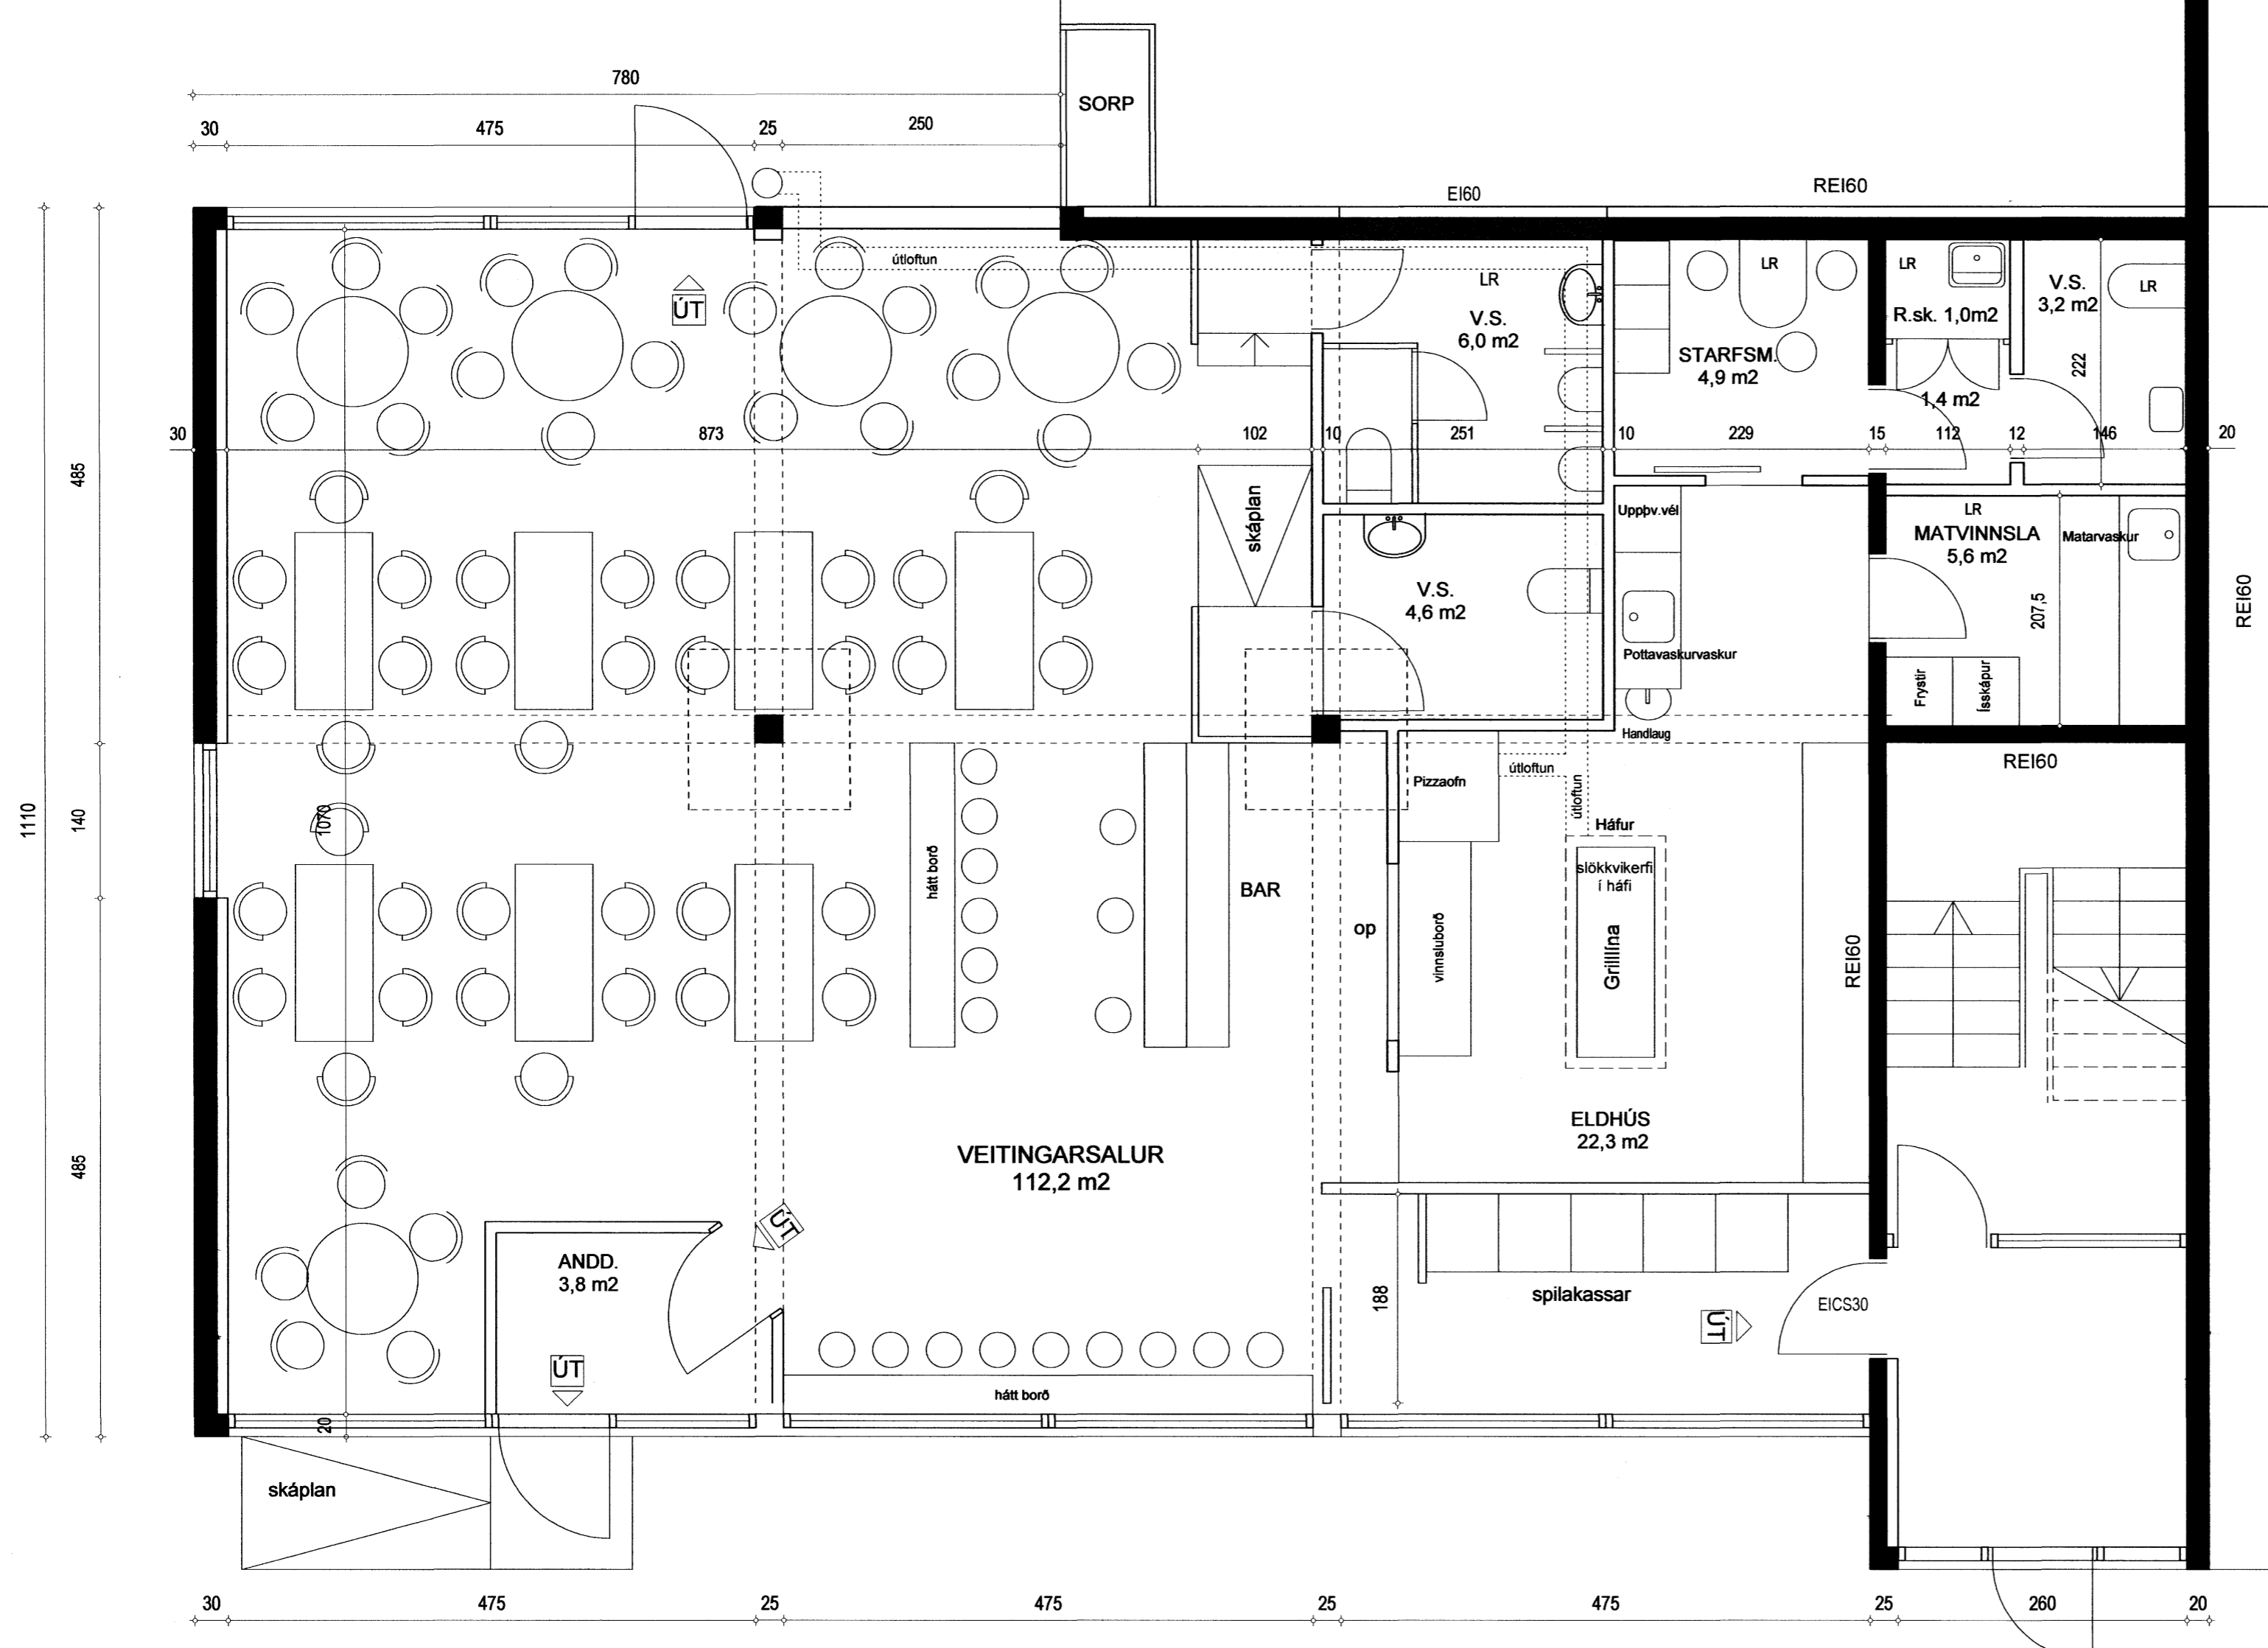 780
SORP
30
475
25
250
EI60
REI60
útloftun
ÚT
LR
V.S.
6,0 m2
LR
STARFSM.
4,9 m2
LR
R.sk. 1,0m2
1,4 m2
V.S.
3,2 m2
LR
222
30
873
102
10
251
10
229
15
112
12
146
20
485
skáplan
V.S.
4,6 m2
Uppþv.vél
Pottavaskurvaskur
Handlaug
LR
MATVINNSLA
5,6 m2
Matarvaskur
207,5
Frystir
Ísskápur
REI60
REI60
1110
140
1070
hátt borð
BAR
op
Pizzaofn
útloftun
útloftun
Háfur
slökkvikerfi
í háfi
Grillína
vinnsluborð
REI60
ELDHÚS
22,3 m2
VEITINGARSALUR
112,2 m2
485
ÚT
ANDD.
3,8 m2
ÚT
188
spilakassar
ÚT
EICS30
hátt borð
20
skáplan
30
475
25
475
25
475
25
260
20